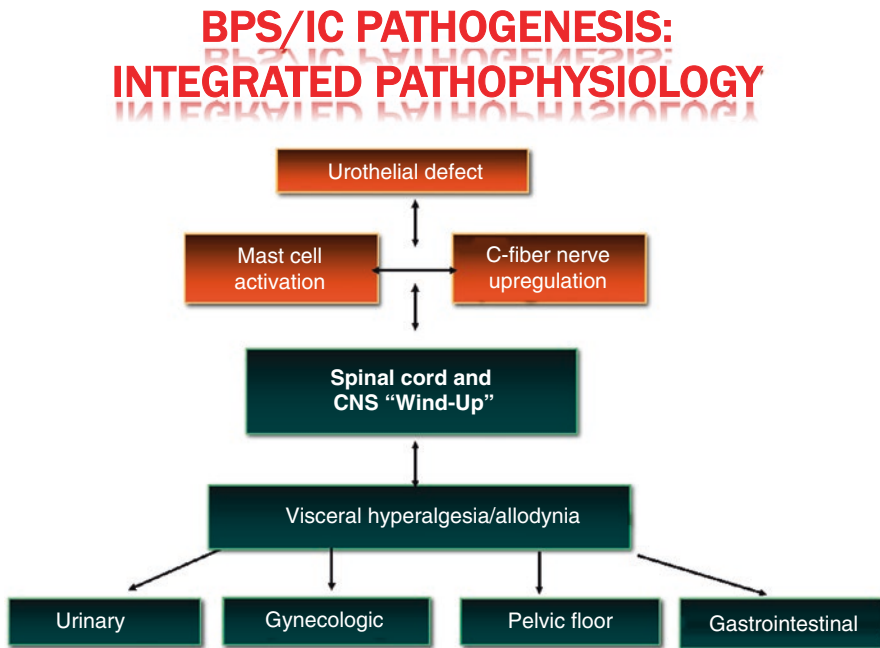 BPS/IC PATHOGENESIS:
INTEGRATED PATHOPHYSIOLOGY
Urothelial defect
Mast cell
activation
C-fiber nerve
upregulation
Spinal cord and
CNS “Wind-Up”
Visceral hyperalgesia/allodynia
Urinary
Gynecologic
Pelvic floor
Gastrointestinal